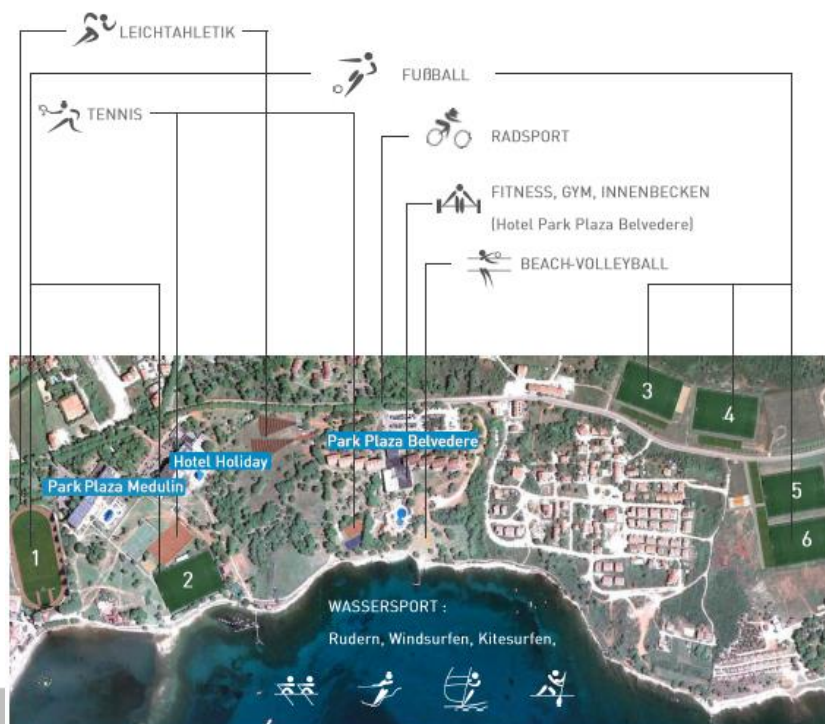 LEICHTAHLETIK
FUßBALL
TENNIS
RADSPORT
FITNESS, GYM, INNENBECKEN
(Hotel Park Plaza Belvedere)
BEACH-VOLLEYBALL
3
4
Park Plaza Belvedere
Hotel Holiday
Park Plaza Medulin
5
6
1
2
WASSERSPORT :
Rudern, Windsurfen, Kitesurfen,